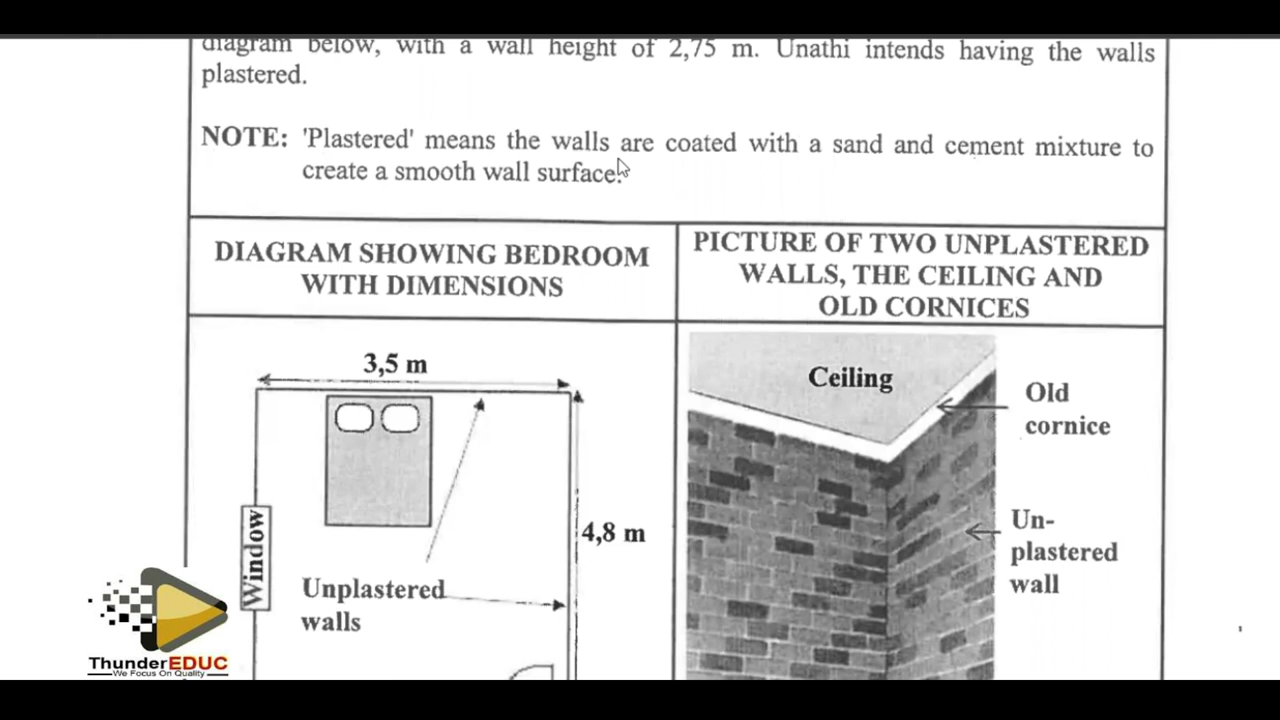 diagram below, with a wall height of 2,75 m. Unathi intends having the walls
plastered.
NOTE: 'Plastered' means the walls are coated with a sand and cement mixture to
create a smooth wall surface.
DIAGRAM SHOWING BEDROOM
WITH DIMENSIONS
PICTURE OF TWO UNPLASTERED
WALLS, THE CEILING AND
OLD CORNICES
3,5 m
4,8 m
Window
Unplastered
walls
Ceiling
Old
cornice
Un-
plastered
wall
ThunderEDUC
We Focus On Quality